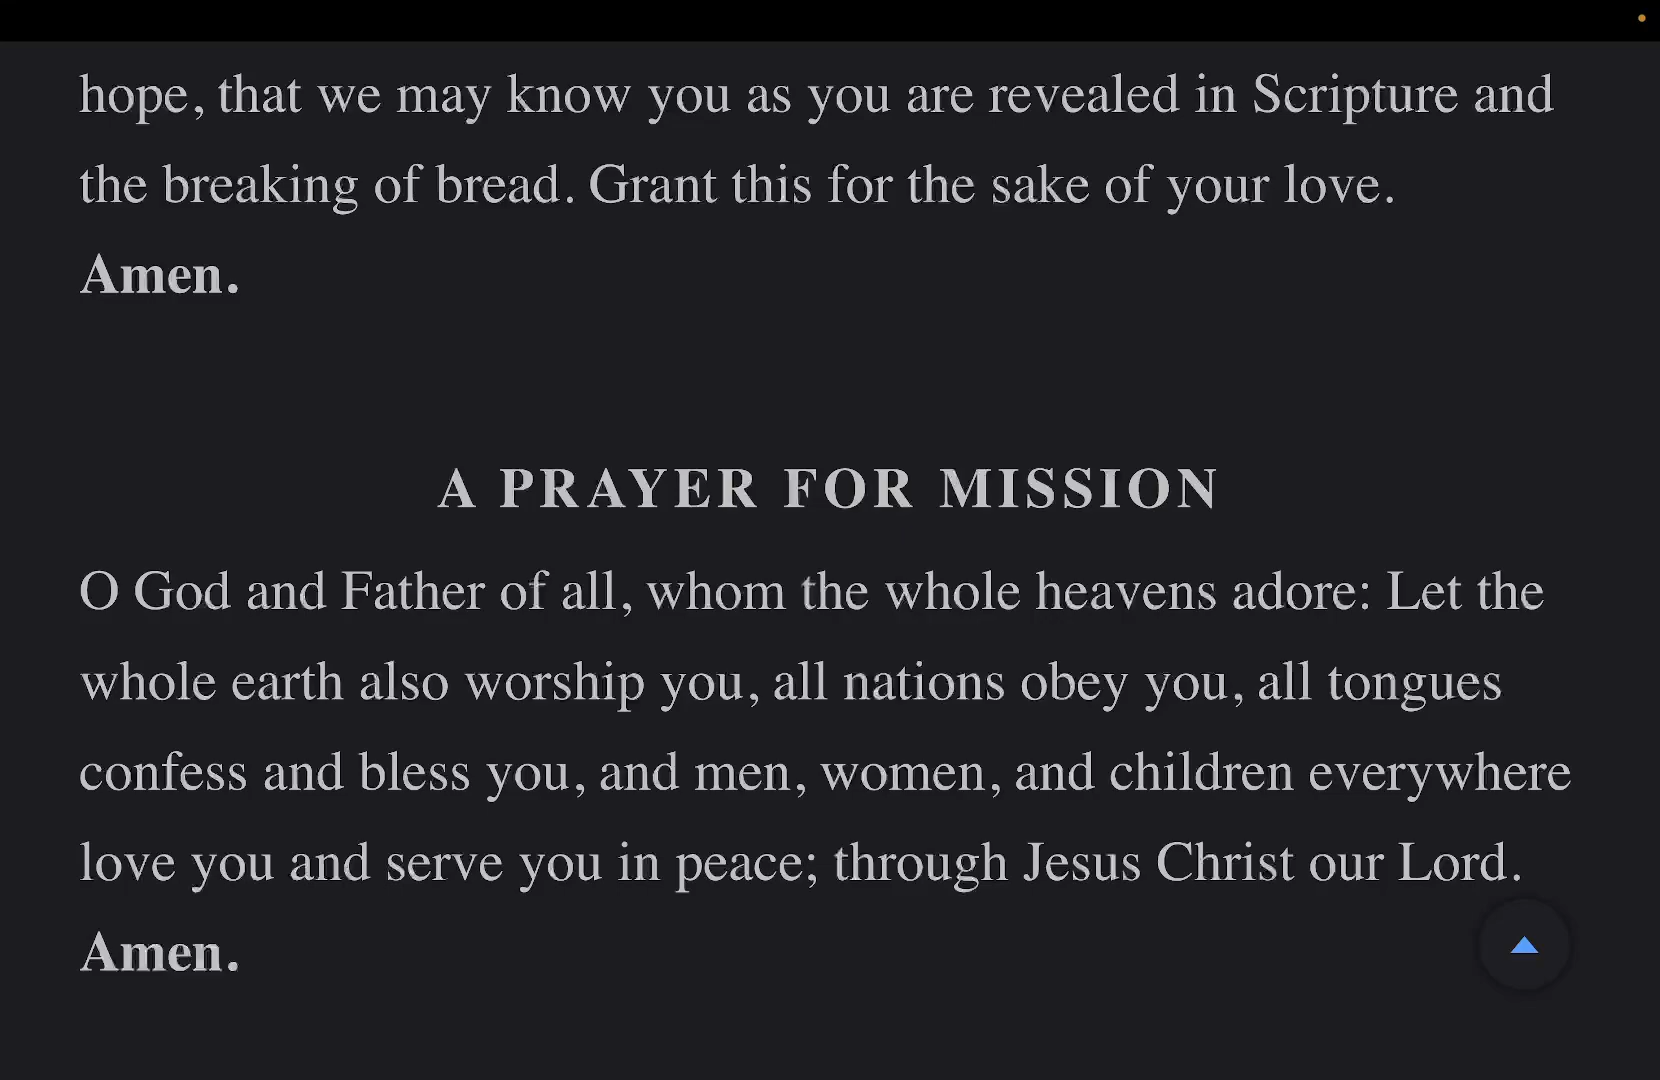 hope, that we may know you as you are revealed in Scripture and
the breaking of bread. Grant this for the sake of your love.
Amen.
A PRAYER FOR MISSION
O God and Father of all, whom the whole heavens adore: Let the
whole earth also worship you, all nations obey you, all tongues
confess and bless you, and men, women, and children everywhere
love you and serve you in peace; through Jesus Christ our Lord.
Amen.